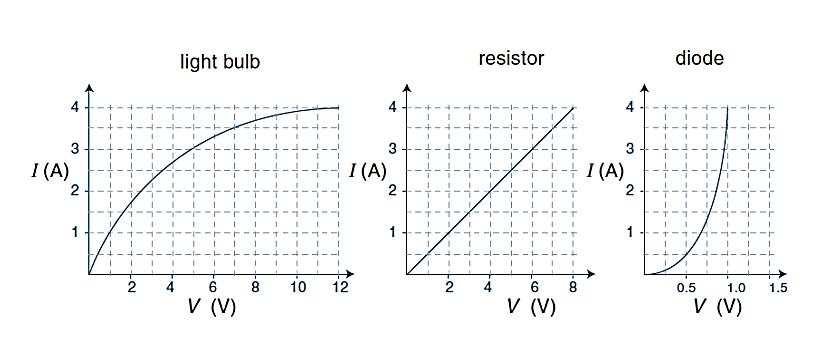 light bulb
4
3
I (A)
2
1
2 4 6 8 10 12
V (V)
resistor
4
3
I (A)
2
1
2 4 6 8
V (V)
diode
4
3
I (A)
2
1
0.5 1.0 1.5
V (V)